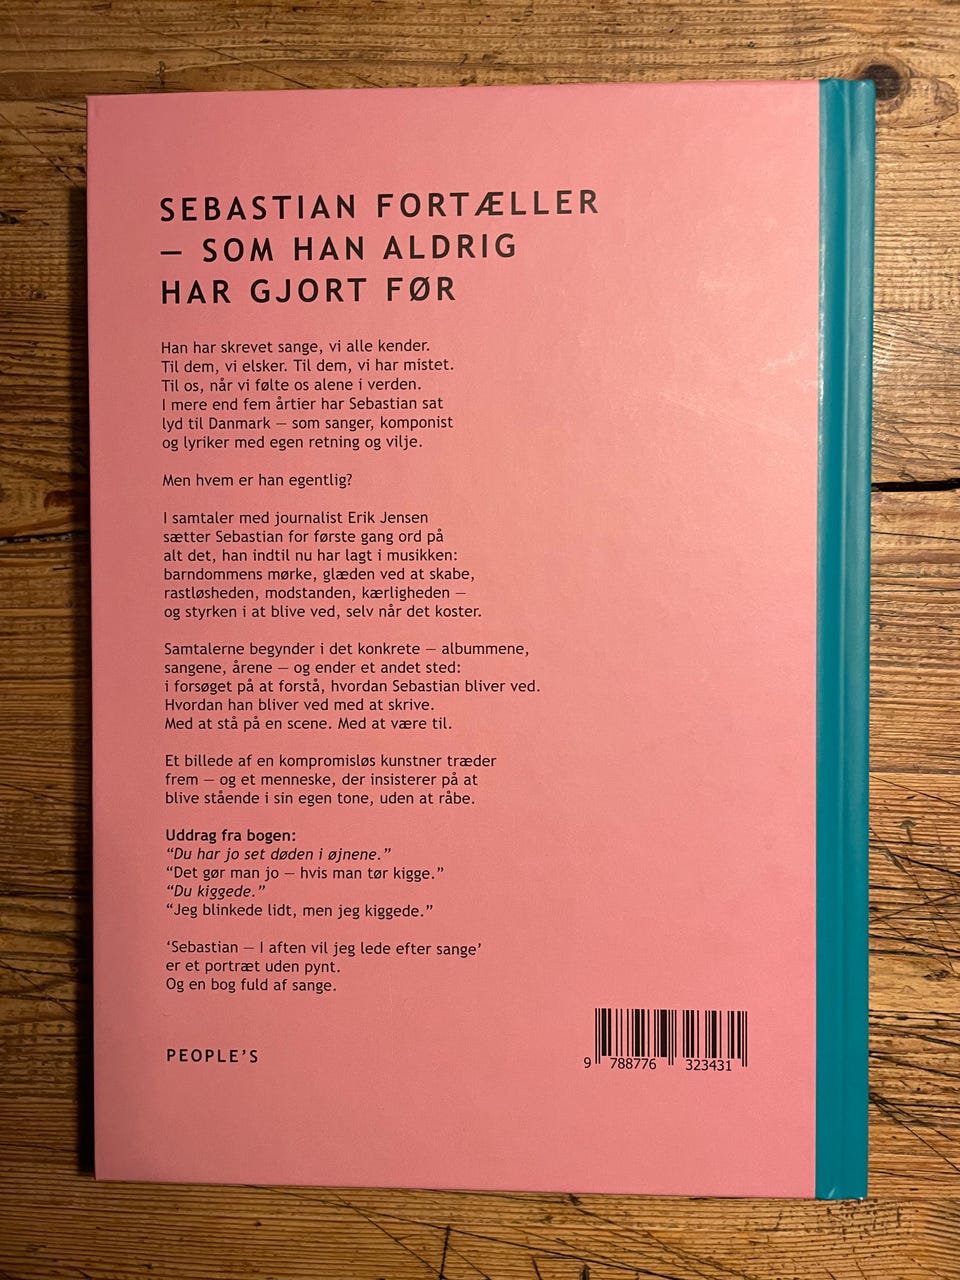 SEBASTIAN FORTÆLLER
— SOM HAN ALDRIG
HAR GJORT FØR
Han har skrevet sange, vi alle kender.
Til dem, vi elsker. Til dem, vi har mistet.
Til os, når vi følte os alene i verden.
I mere end fem årtier har Sebastian sat
lyd til Danmark — som sanger, komponist
og lyriker med egen retning og vilje.
Men hvem er han egentlig?
I samtaler med journalist Erik Jensen
sætter Sebastian for første gang ord på
alt det, han indtil nu har lagt i musikken:
barndommens mørke, glæden ved at skabe,
rastløsheden, modstanden, kærligheden —
og styrken i at blive ved, selv når det koster.
Samtalerne begynder i det konkrete — albummene,
sangene, årene — og ender et andet sted:
i forsøget på at forstå, hvordan Sebastian bliver ved.
Hvordan han bliver ved med at skrive.
Med at stå på en scene. Med at være til.
Et billede af en kompromisløs kunstner træder
frem — og et menneske, der insisterer på at
blive stående i sin egen tone, uden at råbe.
Uddrag fra bogen:
“Du har jo set døden i øjnene.”
“Det gør man jo — hvis man tør kigge.”
“Du kiggede.”
“Jeg blinkede lidt, men jeg kiggede.”
‘Sebastian — I aften vil jeg lede efter sange’
er et portræt uden pynt.
Og en bog fuld af sange.
PEOPLE’S
9 788776 323431